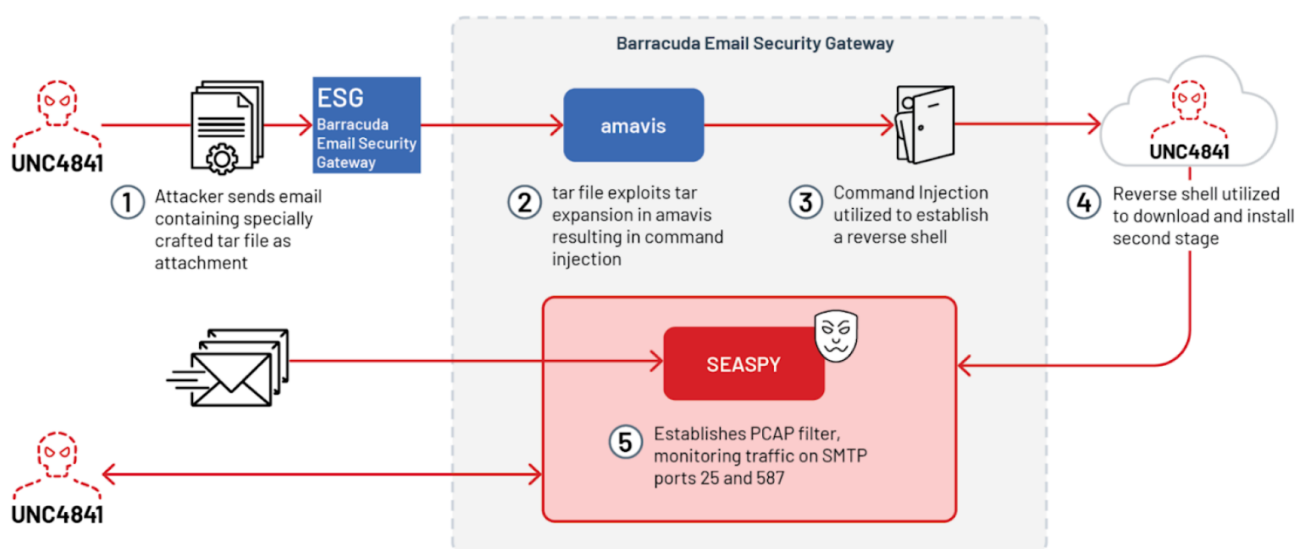 Barracuda Email Security Gateway
UNC4841
ESG
Barracuda
Email Security
Gateway
amavis
UNC4841
1
Attacker sends email
containing specially
crafted tar file as
attachment
2
tar file exploits tar
expansion in amavis
resulting in command
injection
3
Command Injection
utilized to establish
a reverse shell
4
Reverse shell utilized
to download and install
second stage
SEASPY
5
Establishes PCAP filter,
monitoring traffic on SMTP
ports 25 and 587
UNC4841